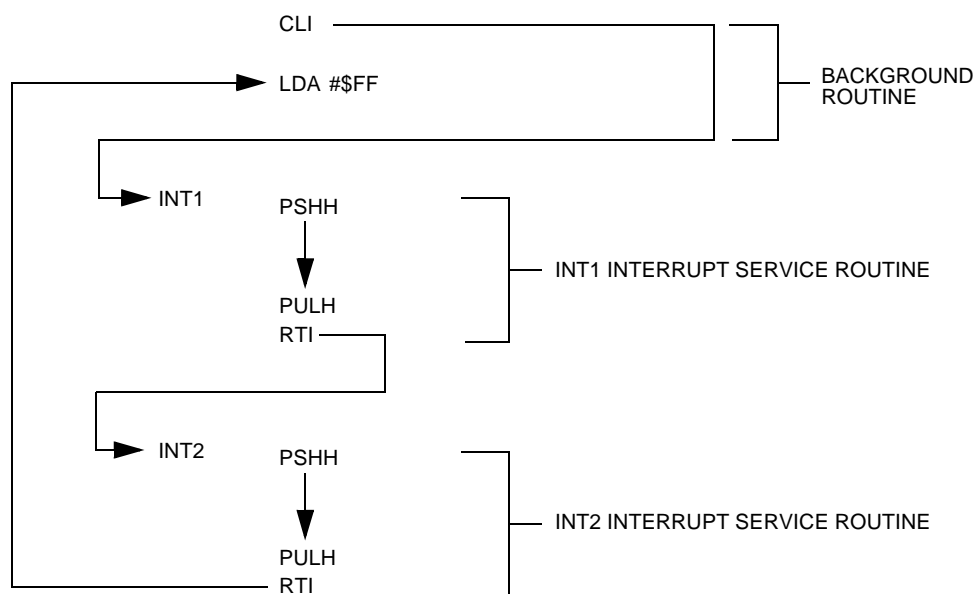 CLI
LDA #$FF
BACKGROUND
ROUTINE
INT1
PSHH
INT1 INTERRUPT SERVICE ROUTINE
PULH
RTI
INT2
PSHH
INT2 INTERRUPT SERVICE ROUTINE
PULH
RTI